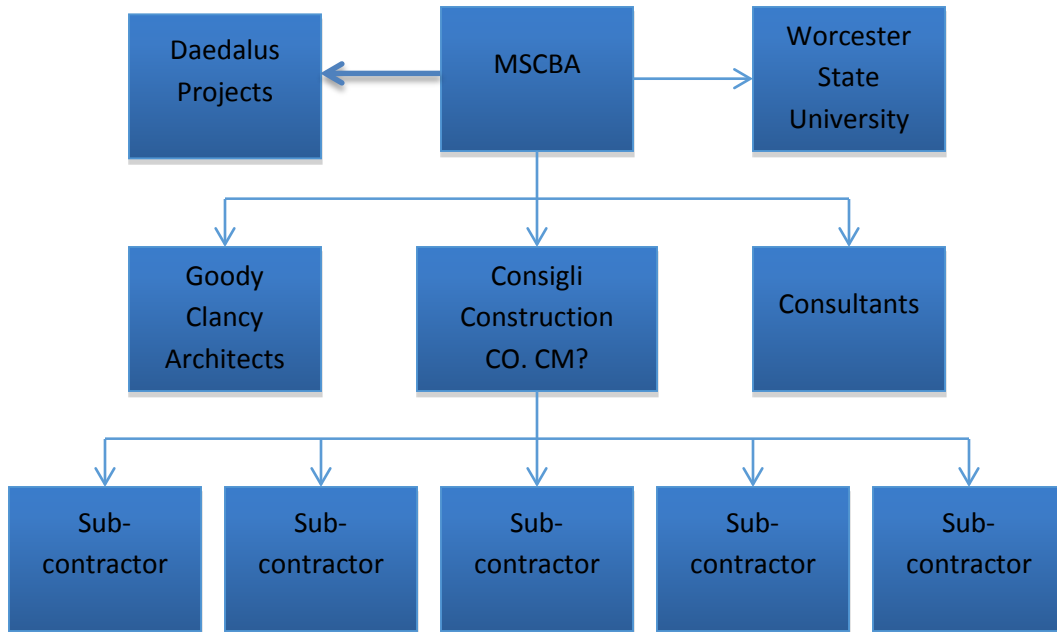 Daedalus
Projects
MSCBA
Worcester
State
University
Goody
Clancy
Architects
Consigli
Construction
CO. CM?
Consultants
Sub-
contractor
Sub-
contractor
Sub-
contractor
Sub-
contractor
Sub-
contractor